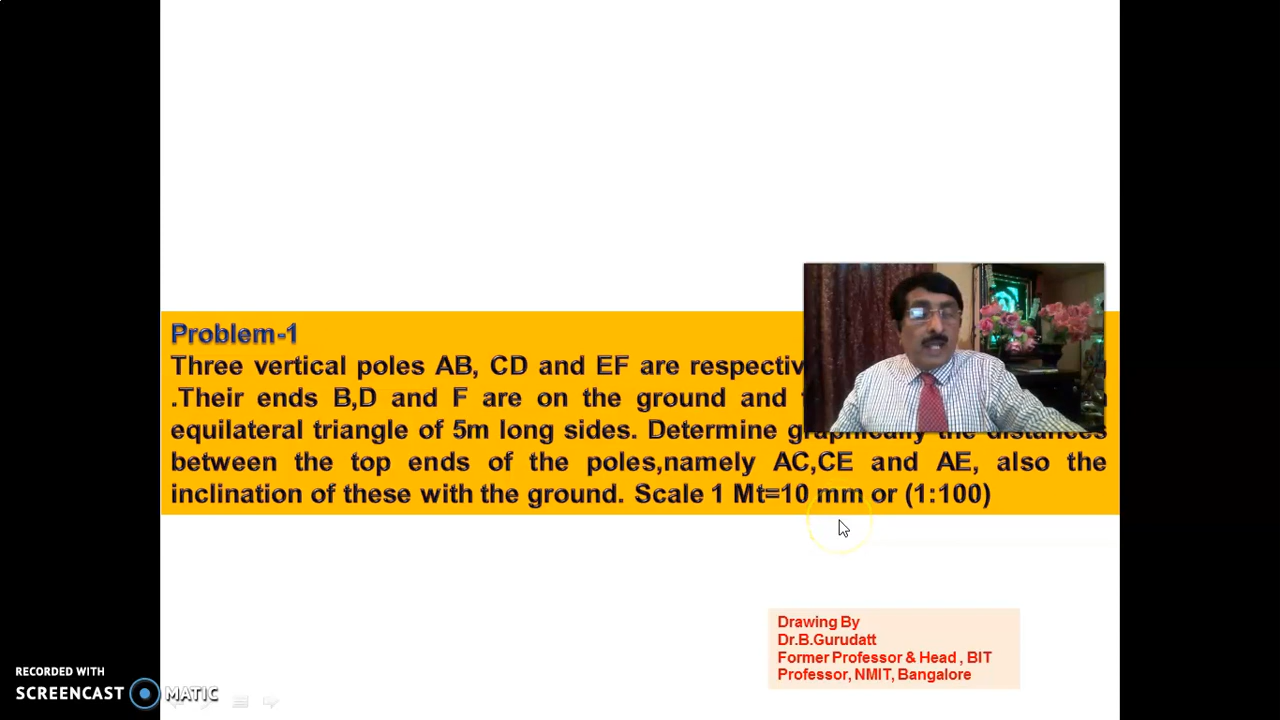 Problem-1
Three vertical poles AB, CD and EF are
.Their ends B,D and F are on the ground and
equilateral triangle of 5m long sides. Determine graphically the distances
between the top ends of the poles,namely AC,CE and AE, also the
inclination of these with the ground. Scale 1 Mt=10 mm or (1:100)
Drawing By
Dr.B.Gurudatt
Former Professor & Head , BIT
Professor, NMIT, Bangalore
RECORDED WITH
SCREENCAST MATIC